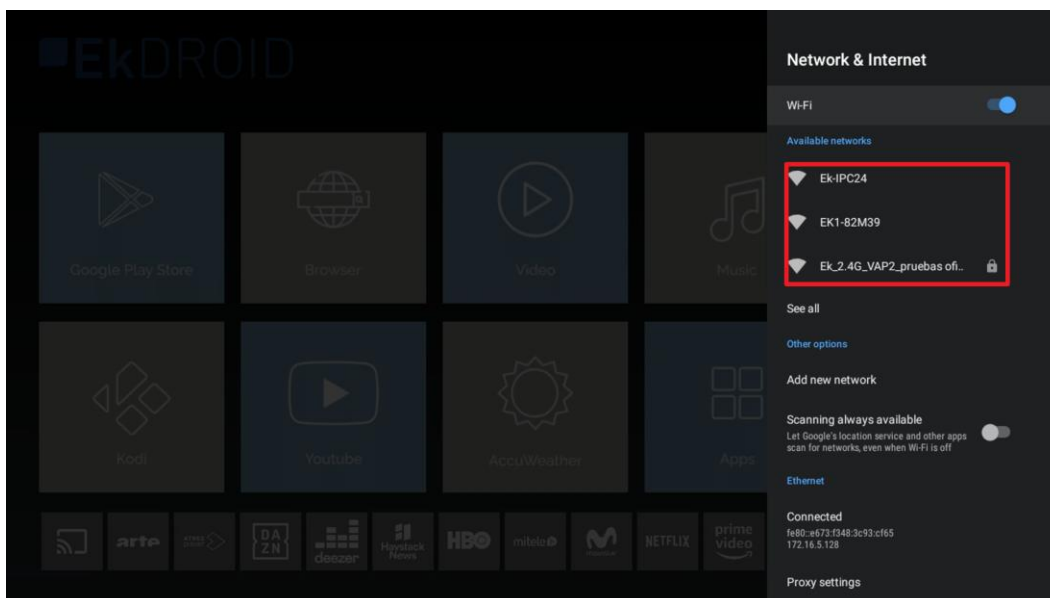 EkDROID
Network & Internet
Wi-Fi
Available networks
Ek-IPC24
EK1-82M39
Ek_2.4G_VAP2_pruebas ofi..
See all
Other options
Add new network
Scanning always available
Let Google's location service and other apps
scan for networks, even when Wi-Fi is off
Ethernet
Connected
fe80::e673:f348:3c93:cf65
172.16.5.128
Proxy settings
Google Play Store
Browser
Video
Music
Kodi
Youtube
AccuWeather
Apps
arte
DA
ZN
deezer
Haystack
News
HBO
mitele
NETFLIX
prime
video